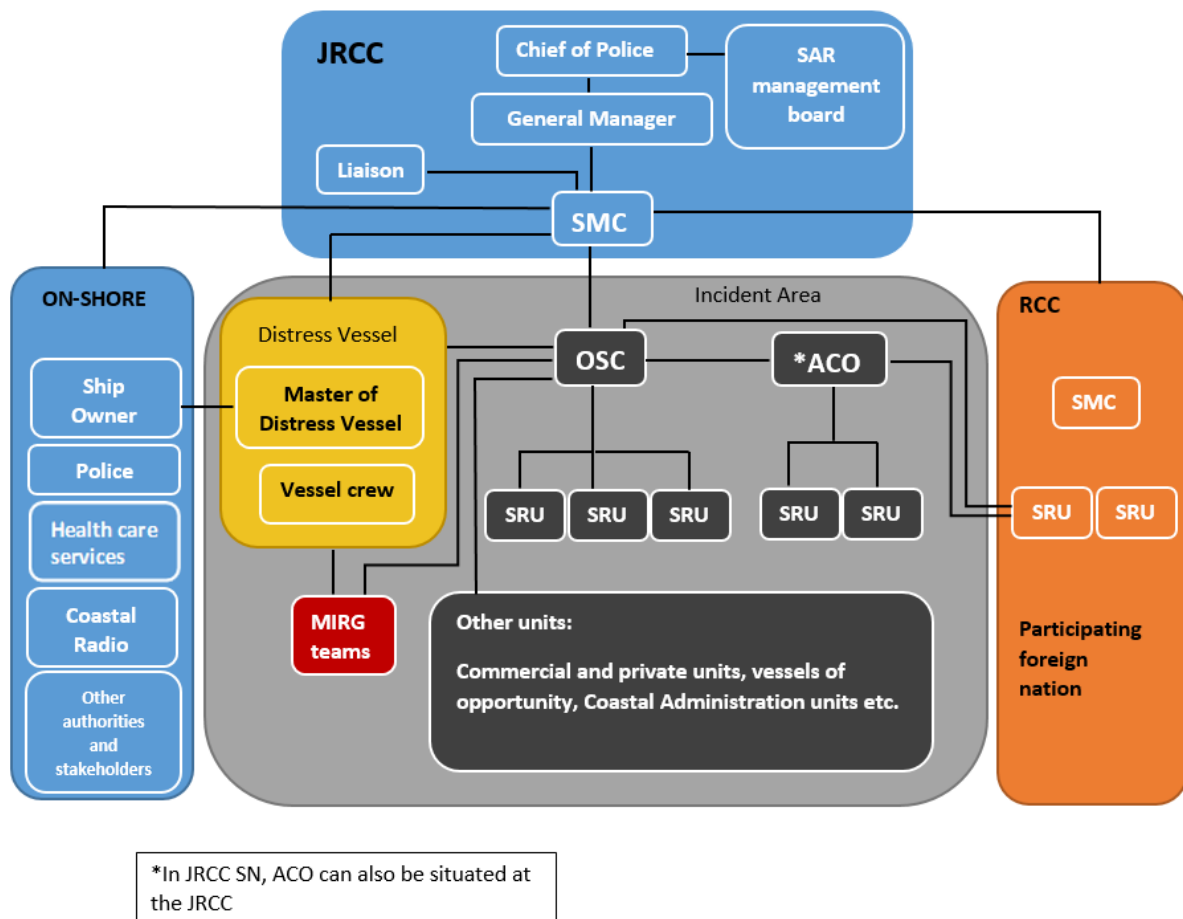 JRCC
Chief of Police
SAR
management
board
General Manager
Liaison
SMC
ON-SHORE
Ship
Owner
Police
Health care
services
Coastal
Radio
Other
authorities
and
stakeholders
Incident Area
Distress Vessel
Master of
Distress Vessel
Vessel crew
OSC
*ACO
SRU
SRU
SRU
SRU
SRU
MIRG
teams
Other units:
Commercial and private units, vessels of
opportunity, Coastal Administration units etc.
RCC
SMC
SRU
SRU
Participating
foreign
nation
*In JRCC SN, ACO can also be situated at
the JRCC